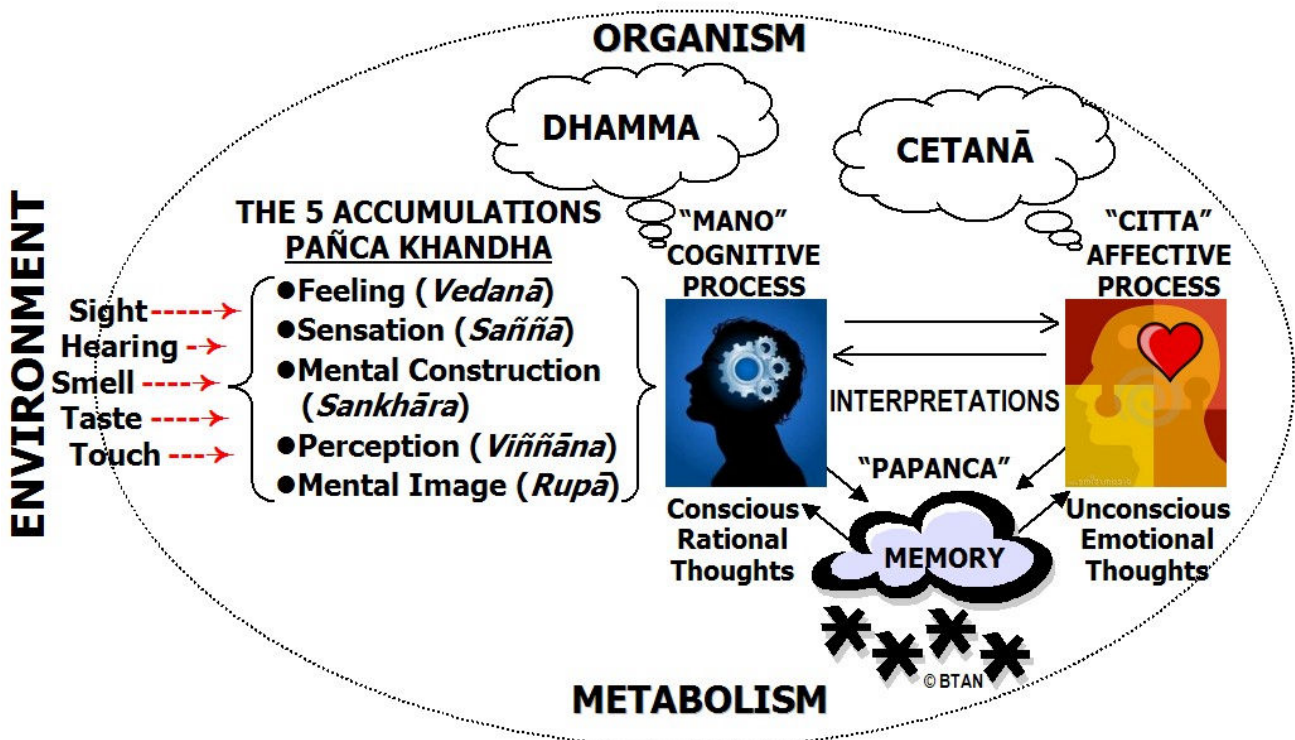 ORGANISM
DHAMMA
CETANĀ
ENVIRONMENT
THE 5 ACCUMULATIONS
PAÑCA KHANDHA
Sight
Hearing
Smell
Taste
Touch
●Feeling (Vedanā)
●Sensation (Saññā)
●Mental Construction
(Sankhāra)
●Perception (Viññāna)
●Mental Image (Rupā)
"MANO"
COGNITIVE
PROCESS
"CITTA"
AFFECTIVE
PROCESS
INTERPRETATIONS
"PAPANCA"
Conscious
Rational
Thoughts
MEMORY
Unconscious
Emotional
Thoughts
© BTAN
METABOLISM